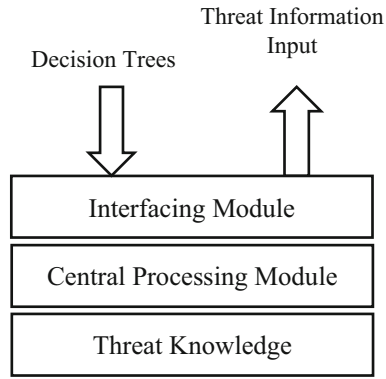 Threat Information
Input
Decision Trees
Interfacing Module
Central Processing Module
Threat Knowledge